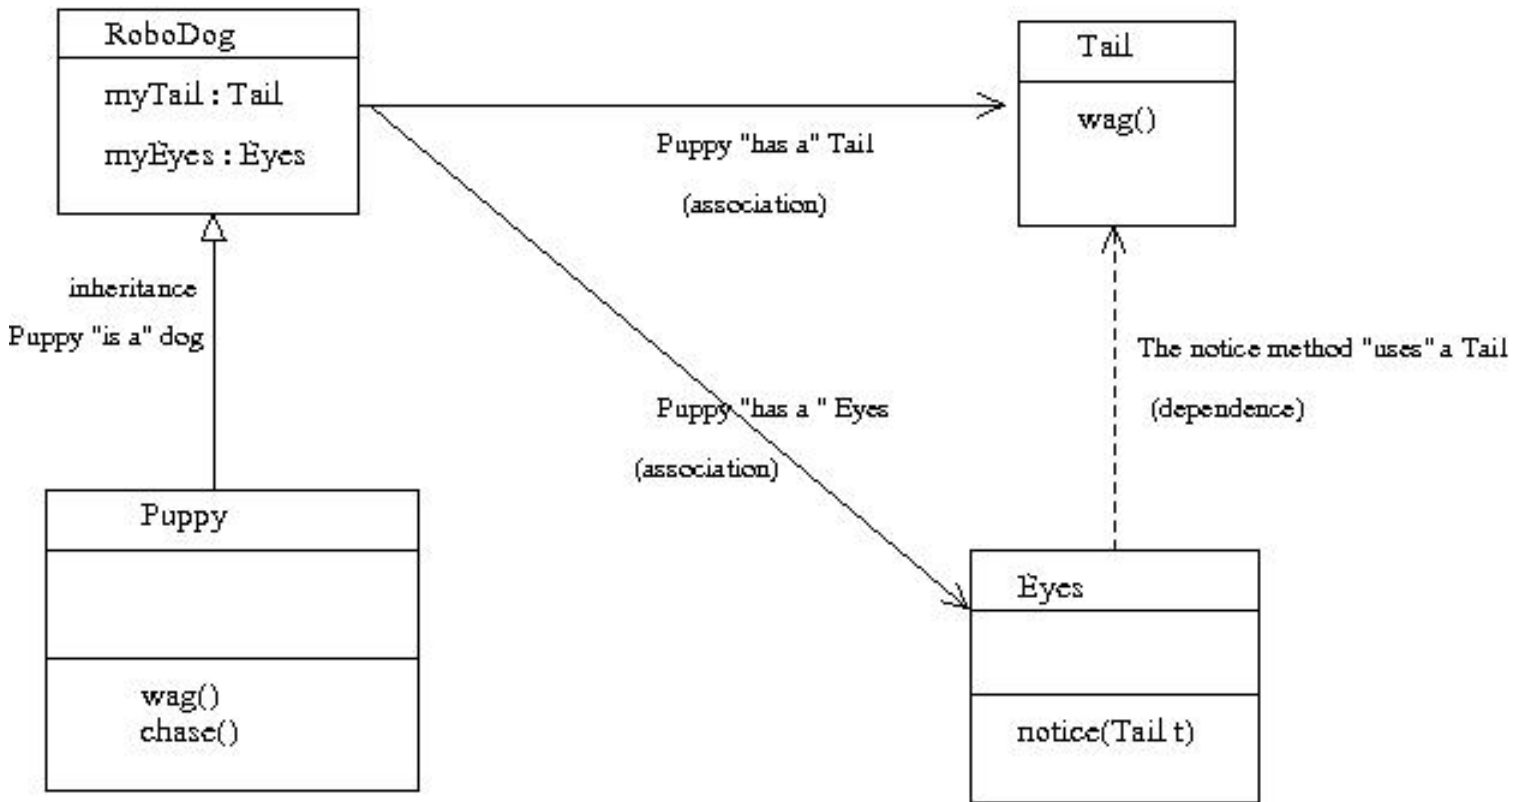 RoboDog
myTail : Tail
myEyes : Eyes
Tail
wag()
Puppy "has a" Tail
(association)
inheritance
Puppy "is a" dog
Puppy "has a " Eyes
(association)
The notice method "uses" a Tail
(dependence)
Puppy
wag()
chase()
Eyes
notice(Tail t)